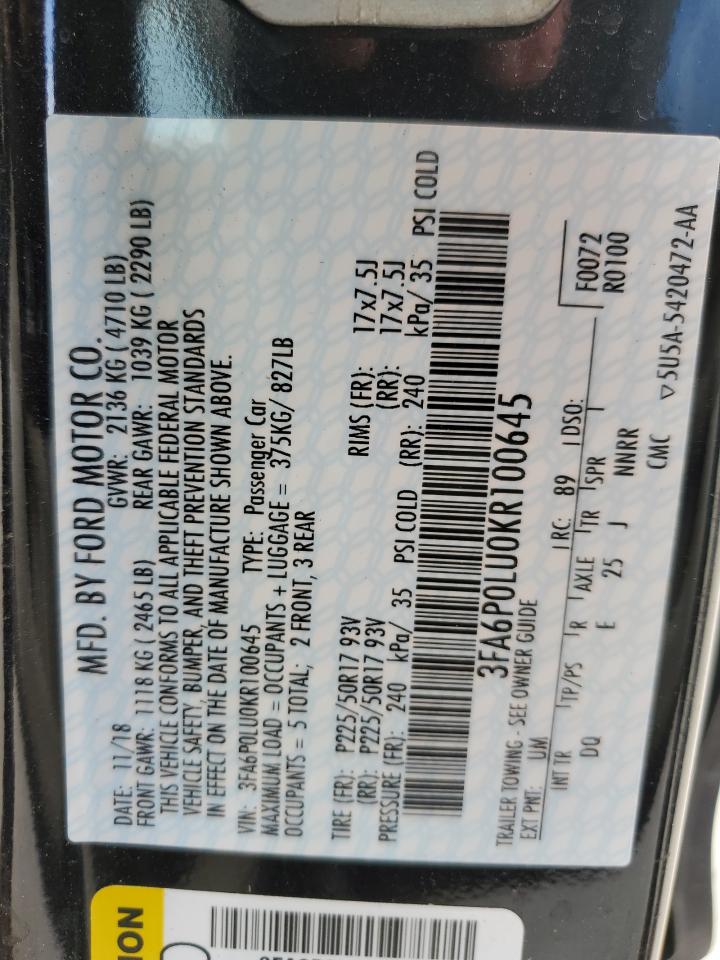 MFD. BY FORD MOTOR CO.
DATE: 11/18 GVWR: 2136 KG ( 4710 LB)
FRONT GAWR: 1118 KG ( 2465 LB) REAR GAWR: 1039 KG ( 2290 LB)
THIS VEHICLE CONFORMS TO ALL APPLICABLE FEDERAL MOTOR
VEHICLE SAFETY, BUMPER, AND THEFT PREVENTION STANDARDS
IN EFFECT ON THE DATE OF MANUFACTURE SHOWN ABOVE.
VIN: 3FA6P0LU0KR100645 TYPE: Passenger Car
MAXIMUM LOAD = OCCUPANTS + LUGGAGE = 375KG/ 827LB
OCCUPANTS = 5 TOTAL; 2 FRONT, 3 REAR
TIRE (FR): P225/50R17 93V RIMS (FR): 17x7.5J
(RR): P225/50R17 93V (RR): 17x7.5J
PRESSURE (FR): 240 kPa/ 35 PSI COLD (RR): 240 kPa/ 35 PSI COLD
3FA6P0LU0KR100645
TRAILER TOWING - SEE OWNER GUIDE
EXT PNT: UM RC: 89 DSO: F0072
R0100
INT TR TP/PS R AXLE TR SPR
DQ E 25 J NNRR
CMC ▽5U5A-5420472-AA
ION